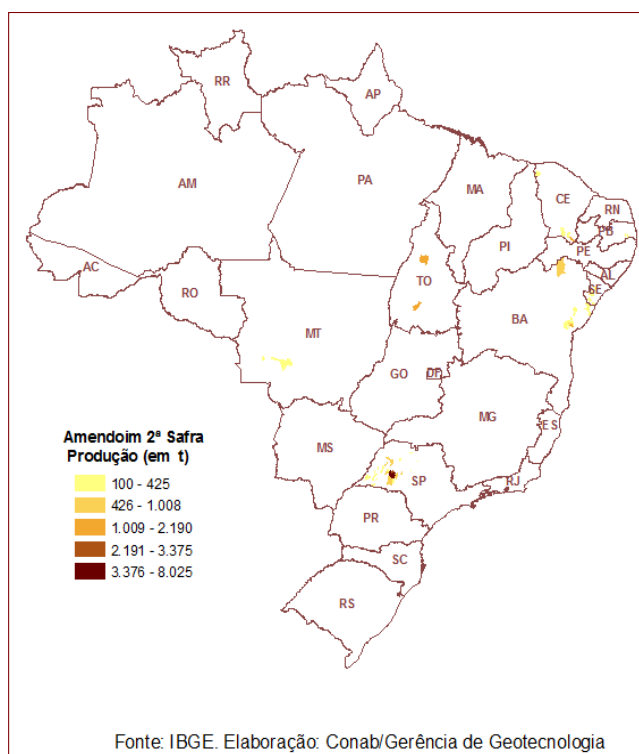 RR
AP
AM
PA
MA
CE
RN
PB
PI
PE
AC
TO
AL
SE
RO
BA
MT
GO
DF
MG
ES
MS
SP
RJ
PR
SC
RS
Amendoim 2ª Safra
Produção (em t)
100 - 425
426 - 1.008
1.009 - 2.190
2.191 - 3.375
3.376 - 8.025
Fonte: IBGE. Elaboração: Conab/Gerência de Geotecnologia